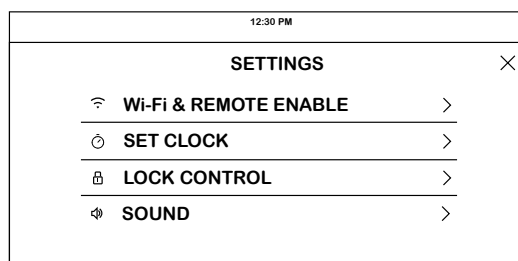 12:30 PM
SETTINGS
Wi-Fi & REMOTE ENABLE
SET CLOCK
LOCK CONTROL
SOUND